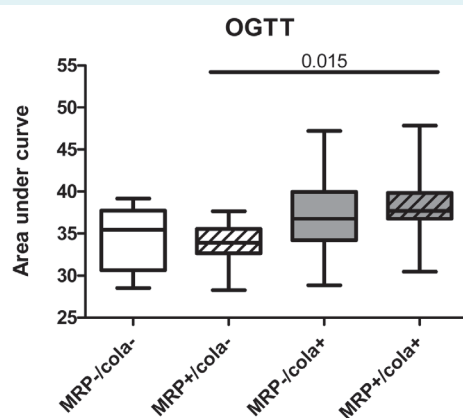 OGTT
0.015
Area under curve
55
50
45
40
35
30
25
MRP-/cola-
MRP+/cola-
MRP-/cola+
MRP+/cola+